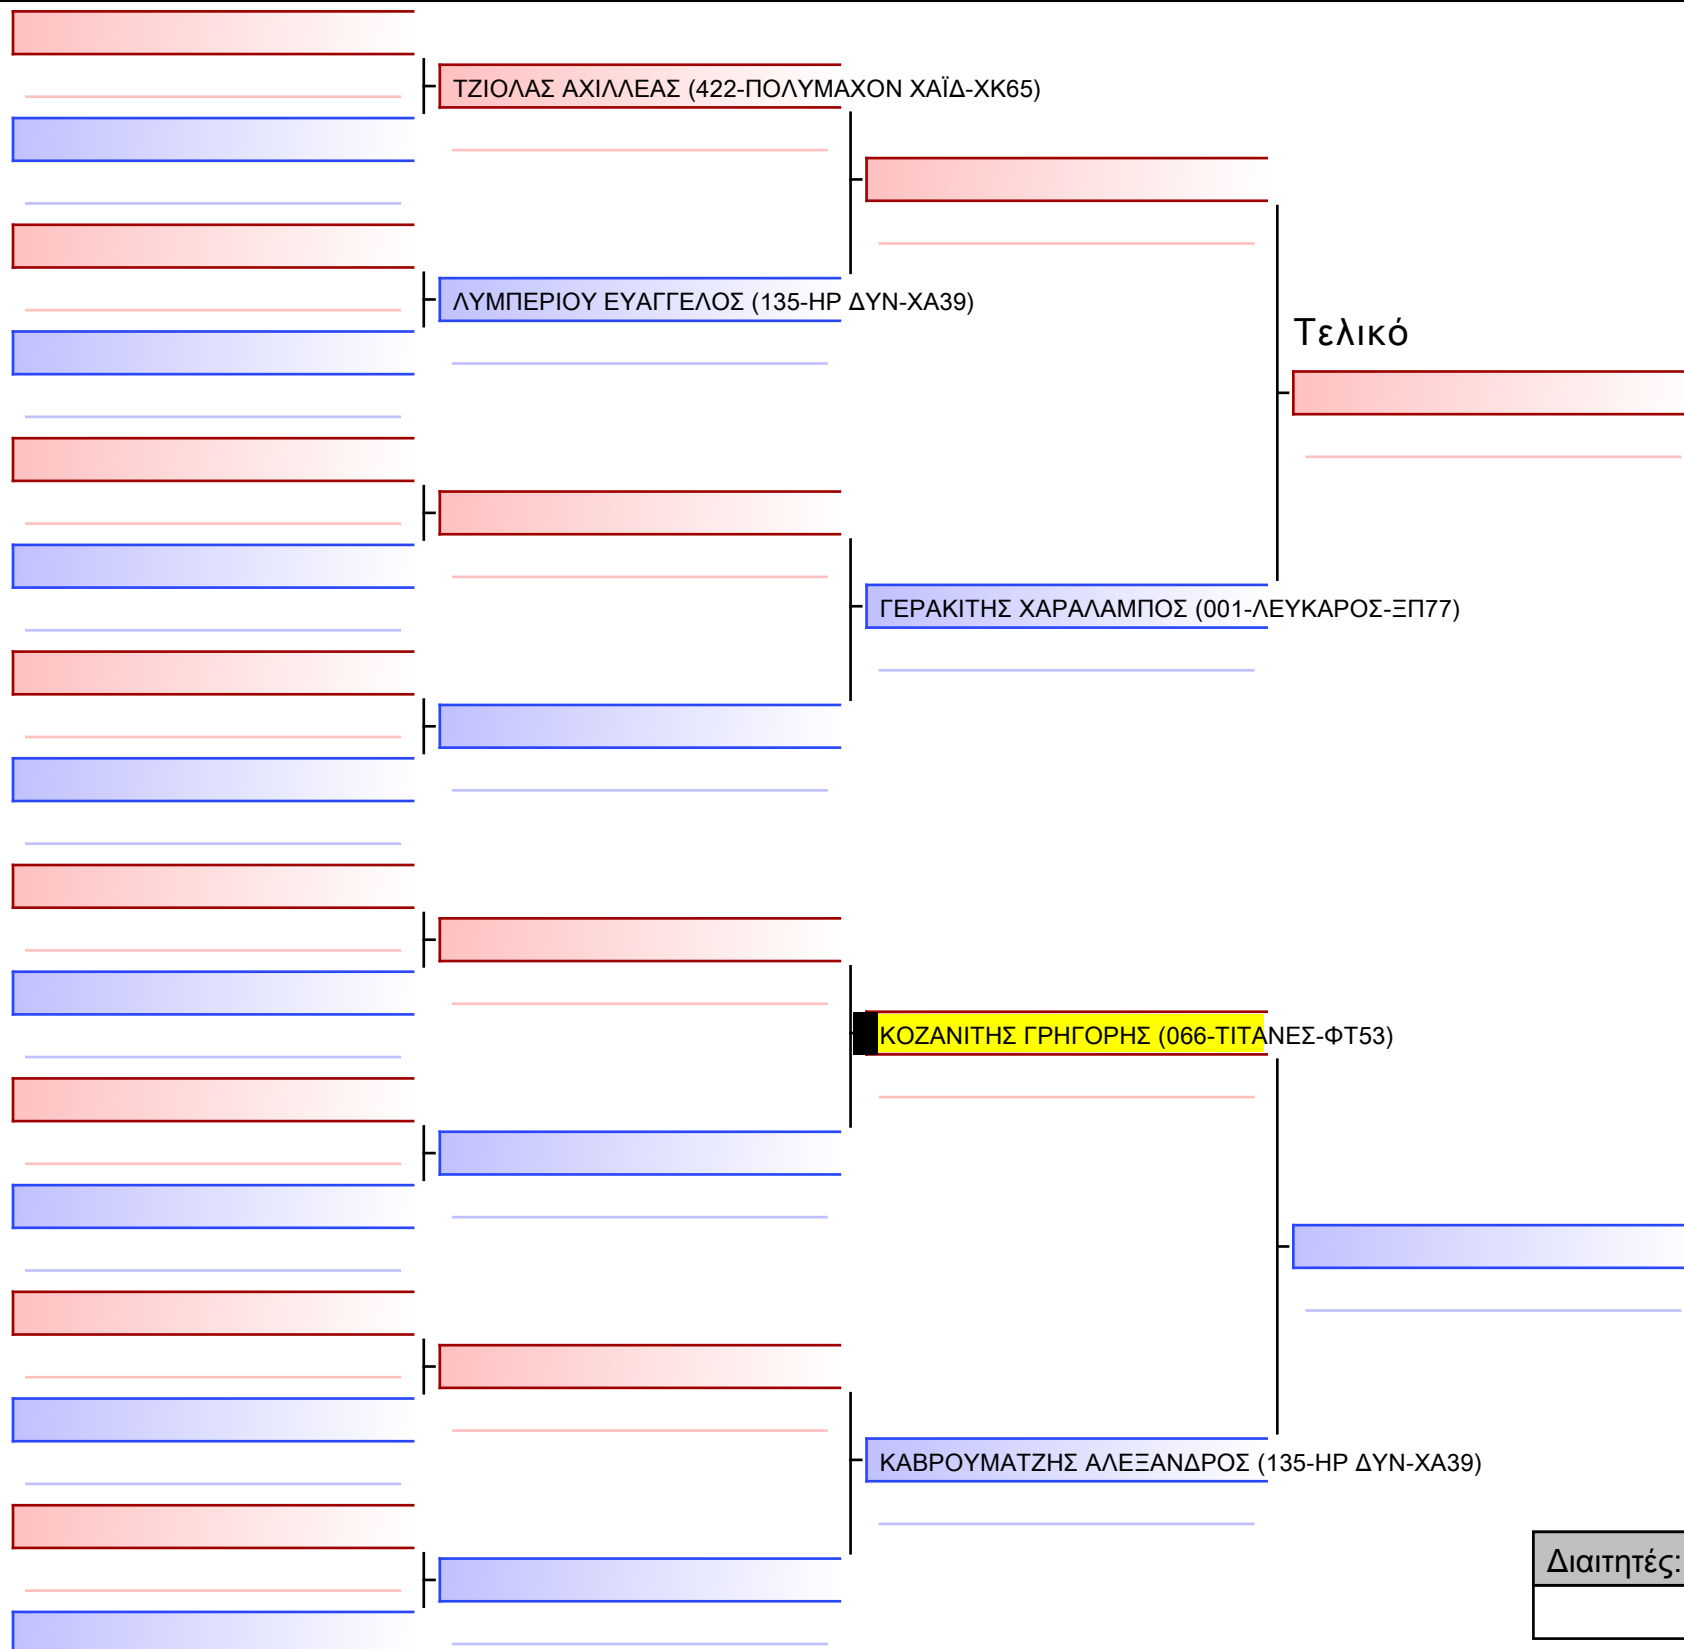 ΤΖΙΟΛΑΣ ΑΧΙΛΛΕΑΣ (422-ΠΟΛΥΜΑΧΟΝ ΧΑΪΔ-ΧΚ65)
ΛΥΜΠΕΡΙΟΥ ΕΥΑΓΓΕΛΟΣ (135-ΗΡ ΔΥΝ-ΧΑ39)
Τελικό
ΓΕΡΑΚΙΤΗΣ ΧΑΡΑΛΑΜΠΟΣ (001-ΛΕΥΚΑΡΟΣ-ΞΠ77)
ΚΟΖΑΝΙΤΗΣ ΓΡΗΓΟΡΗΣ (066-ΤΙΤΑΝΕΣ-ΦΤ53)
ΚΑΒΡΟΥΜΑΤΖΗΣ ΑΛΕΞΑΝΔΡΟΣ (135-ΗΡ ΔΥΝ-ΧΑ39)
Διαιτητές: